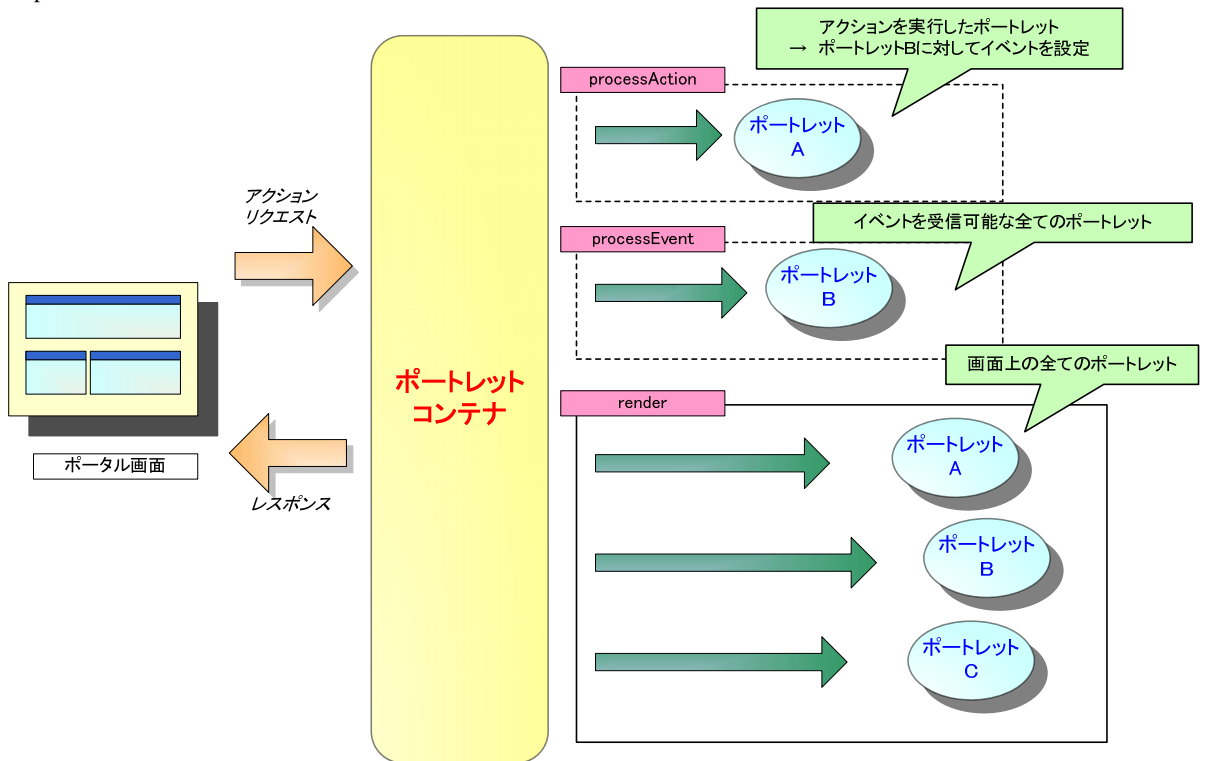 アクションを実行したポートレット
→ ポートレットBに対してイベントを設定
processAction
ポートレット
A
アクション
リクエスト
イベントを受信可能な全てのポートレット
processEvent
ポートレット
B
画面上の全てのポートレット
ポートレット
コンテナ
render
ポートレット
A
ポータル画面
レスポンス
ポートレット
B
ポートレット
C